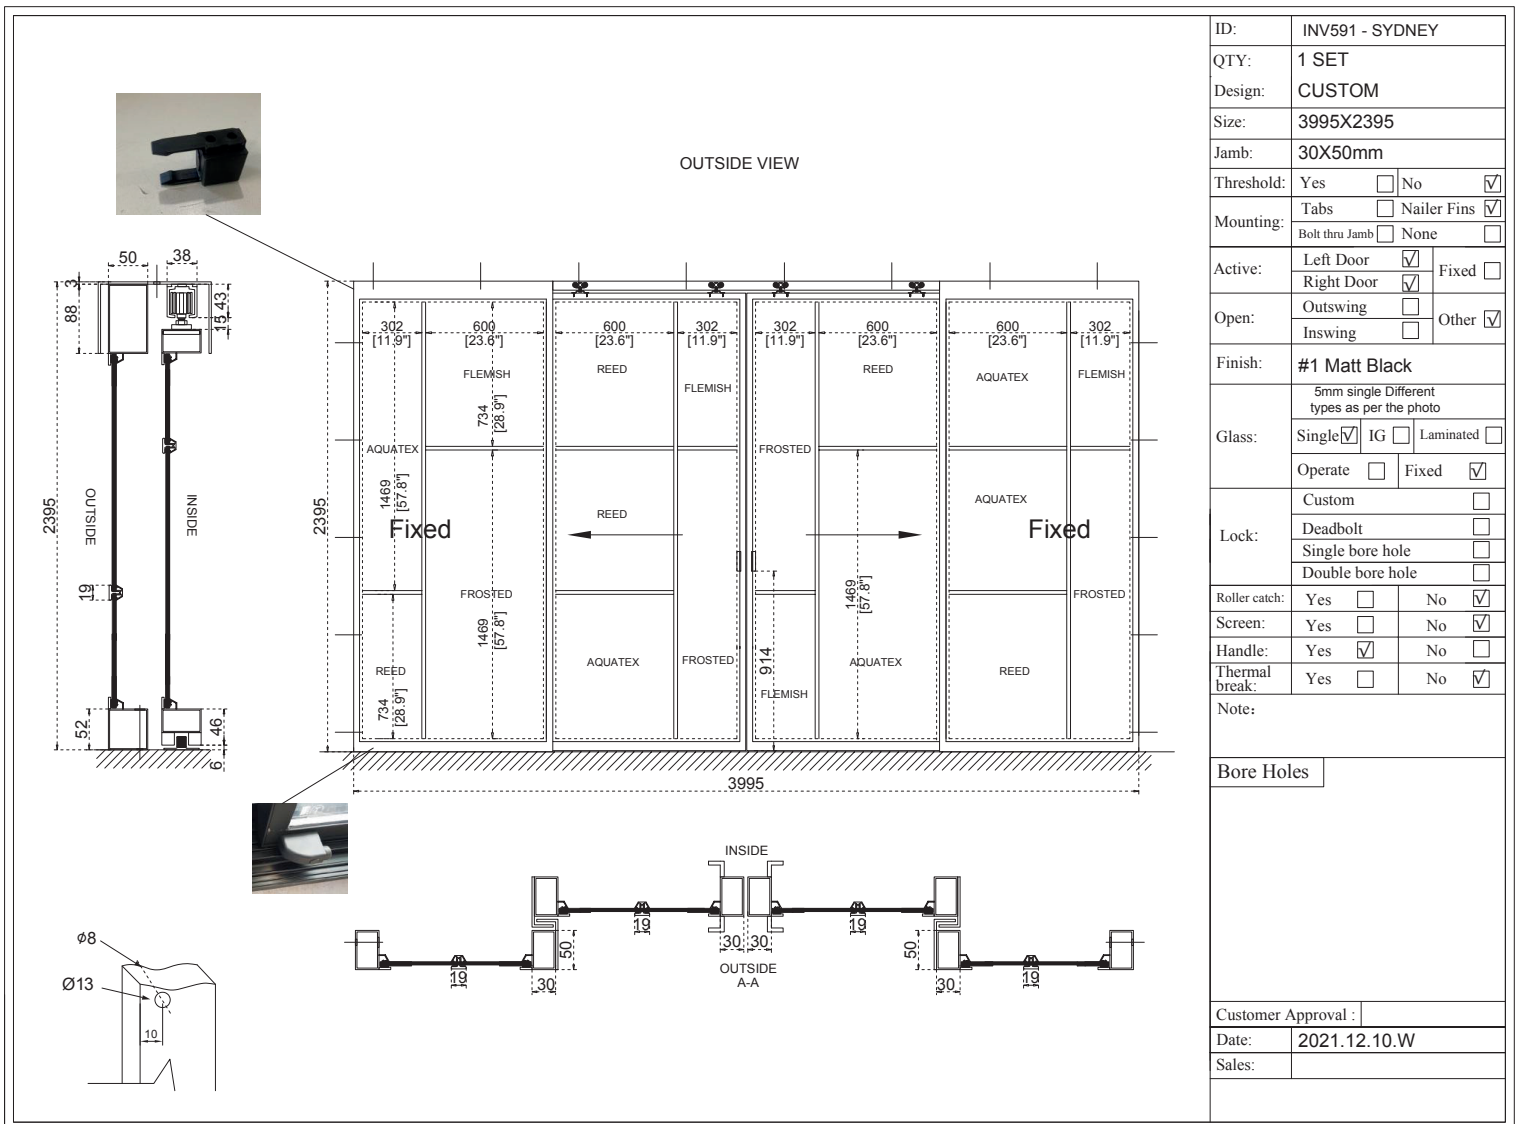 OUTSIDE VIEW
50
38
3
88
43
15
2395
OUTSIDE
INSIDE
19
52
46
6
2395
302
[11.9"]
600
[23.6"]
600
[23.6"]
302
[11.9"]
302
[11.9"]
600
[23.6"]
600
[23.6"]
302
[11.9"]
FLEMISH
REED
FLEMISH
REED
AQUATEX
FLEMISH
734
[28.9"]
AQUATEX
FROSTED
1469
[57.8"]
REED
AQUATEX
Fixed
Fixed
FROSTED
1469
[57.8"]
1469
[57.8"]
FROSTED
914
REED
734
[28.9"]
AQUATEX
FROSTED
FLEMISH
AQUATEX
REED
3995
INSIDE
19
19
30
30
50
50
OUTSIDE
A-A
19
30
30
19
ϕ8
Ø13
10
ID: INV591 - SYDNEY
QTY: 1 SET
Design: CUSTOM
Size: 3995X2395
Jamb: 30X50mm
Threshold: Yes No √
Mounting: Tabs Nailer Fins √
Bolt thru Jamb None
Active: Left Door √ Fixed
Right Door √
Open: Outswing Other √
Inswing
Finish: #1 Matt Black
5mm single Different
types as per the photo
Glass: Single √ IG Laminated
Operate Fixed √
Lock: Custom
Deadbolt
Single bore hole
Double bore hole
Roller catch: Yes No √
Screen: Yes No √
Handle: Yes √ No
Thermal
break: Yes No √
Note:
Bore Holes
Customer Approval :
Date: 2021.12.10.W
Sales: